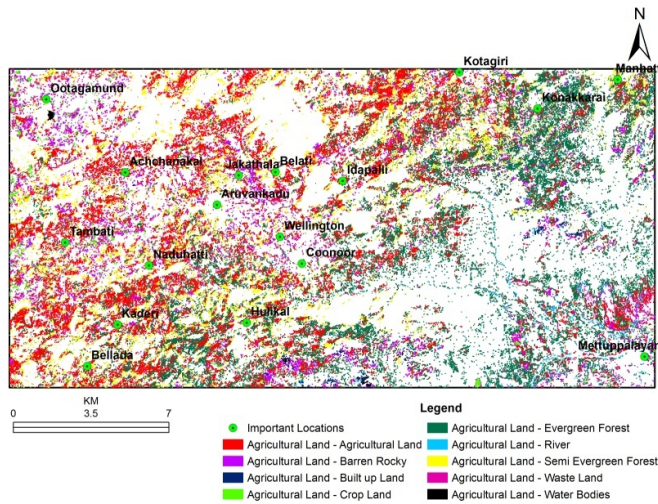 N
Kotagiri
Manhat
Ootagamund
Konakkarai
Achchanakal
Jakathala
Belati
Idapalli
Aruvankadu
Wellington
Tambati
Coonoor
Naduhatti
Kaderi
Hulikal
Mettuppalayar
Bellada
KM
0 3.5 7
Legend
Important Locations
Agricultural Land - Agricultural Land
Agricultural Land - Barren Rocky
Agricultural Land - Built up Land
Agricultural Land - Crop Land
Agricultural Land - Evergreen Forest
Agricultural Land - River
Agricultural Land - Semi Evergreen Forest
Agricultural Land - Waste Land
Agricultural Land - Water Bodies